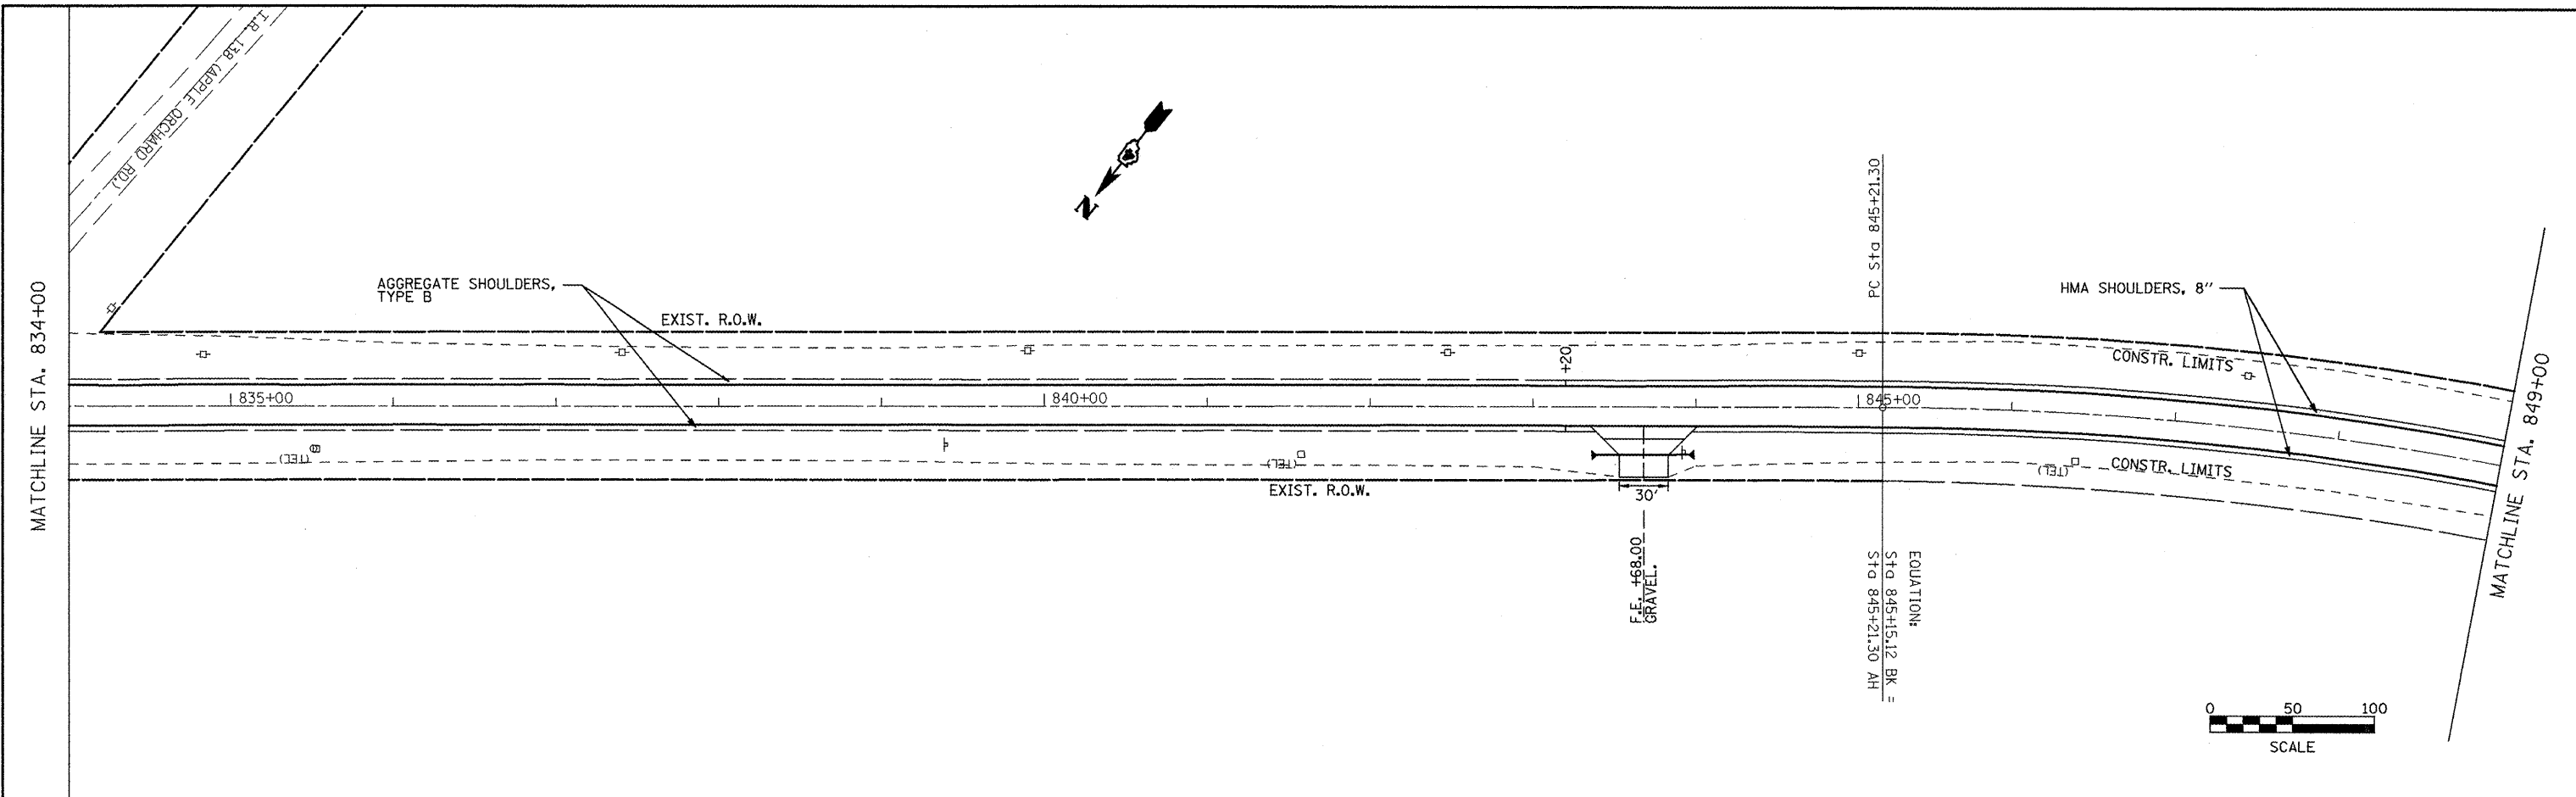 T.R. 138 (APPLE ORCHARD RD.)
MATCHLINE STA. 834+00
AGGREGATE SHOULDERS,
TYPE B
EXIST. R.O.W.
N
PC Sta 845+21.30
HMA SHOULDERS, 8"
CONSTR. LIMITS
+20
835+00
840+00
845+00
(TEL)
(TEL)
(TEL)
CONSTR. LIMITS
EXIST. R.O.W.
30'
F.E. +68.00
GRAVEL.
EQUATION:
Sta 845+15.12 BK =
Sta 845+21.30 AH
MATCHLINE STA. 849+00
0 50 100
SCALE